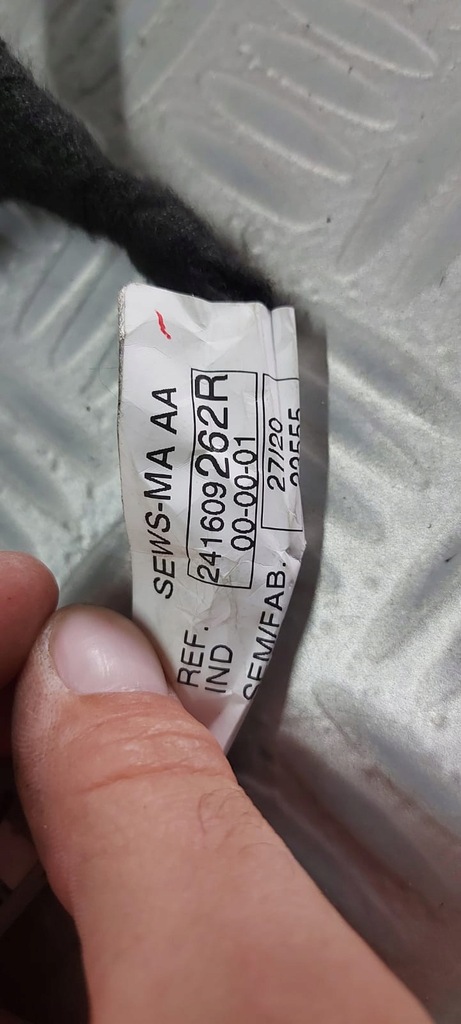 SEWS-MA AA
REF. 241609262R
IND 00-00-01
SEM/FAB. 27/20